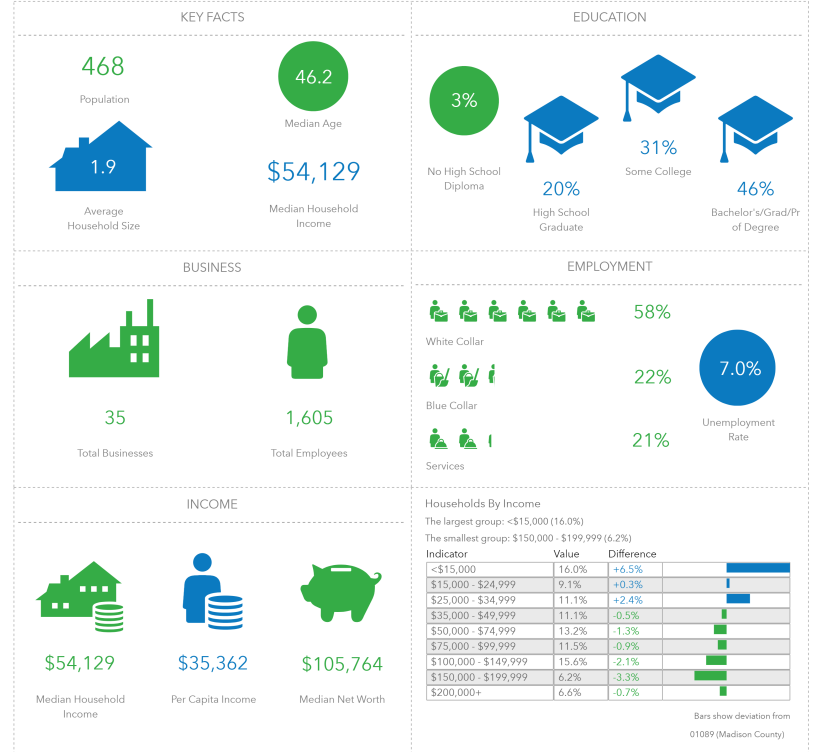 KEY FACTS
468
Population
46.2
Median Age
1.9
Average
Household Size
$54,129
Median Household
Income
EDUCATION
3%
No High School
Diploma
20%
High School
Graduate
31%
Some College
46%
Bachelor's/Grad/Pr
of Degree
BUSINESS
35
Total Businesses
1,605
Total Employees
EMPLOYMENT
58%
White Collar
22%
Blue Collar
21%
Services
7.0%
Unemployment
Rate
INCOME
$54,129
Median Household
Income
$35,362
Per Capita Income
$105,764
Median Net Worth
Households By Income
The largest group: <$15,000 (16.0%)
The smallest group: $150,000 - $199,999 (6.2%)
Indicator Value Difference
<$15,000 16.0% +6.5%
$15,000 - $24,999 9.1% +0.3%
$25,000 - $34,999 11.1% +2.4%
$35,000 - $49,999 11.1% -0.5%
$50,000 - $74,999 13.2% -1.3%
$75,000 - $99,999 11.5% -0.9%
$100,000 - $149,999 15.6% -2.1%
$150,000 - $199,999 6.2% -3.3%
$200,000+ 6.6% -0.7%
Bars show deviation from
01089 (Madison County)